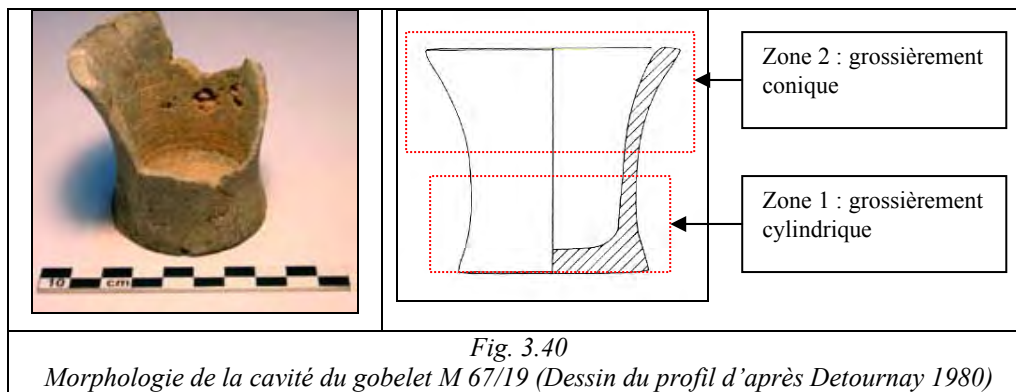 Zone 2 : grossièrement
conique
Zone 1 : grossièrement
cylindrique
10 cm
Fig. 3.40
Morphologie de la cavité du gobelet M 67/19 (Dessin du profil d'après Detournay 1980)